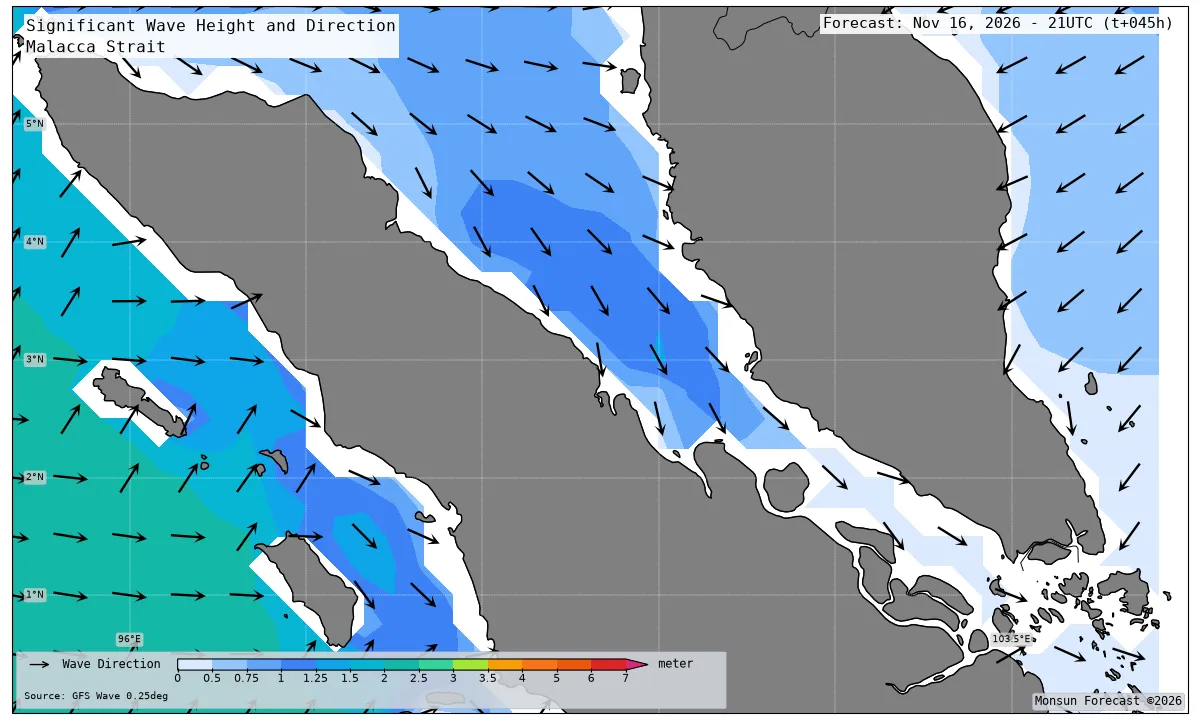 Significant Wave Height and Direction
Malacca Strait
Forecast: Nov 16, 2026 - 21UTC (t+045h)
5°N
4°N
3°N
2°N
1°N
96°E
103.5°E
Wave Direction
meter
0 0.5 0.75 1 1.25 1.5 2 2.5 3 3.5 4 5 6 7
Source: GFS Wave 0.25deg
Monsun Forecast ©2026